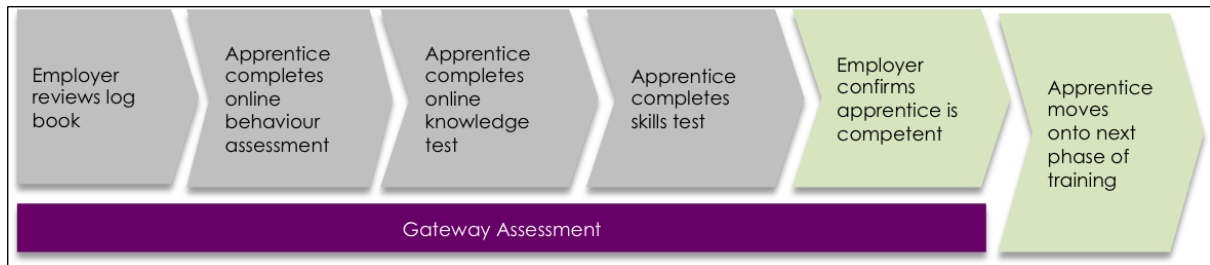 Employer
reviews log
book
Apprentice
completes
online
behaviour
assessment
Apprentice
completes
online
knowledge
test
Apprentice
completes
skills test
Employer
confirms
apprentice is
competent
Apprentice
moves
onto next
phase of
training
Gateway Assessment